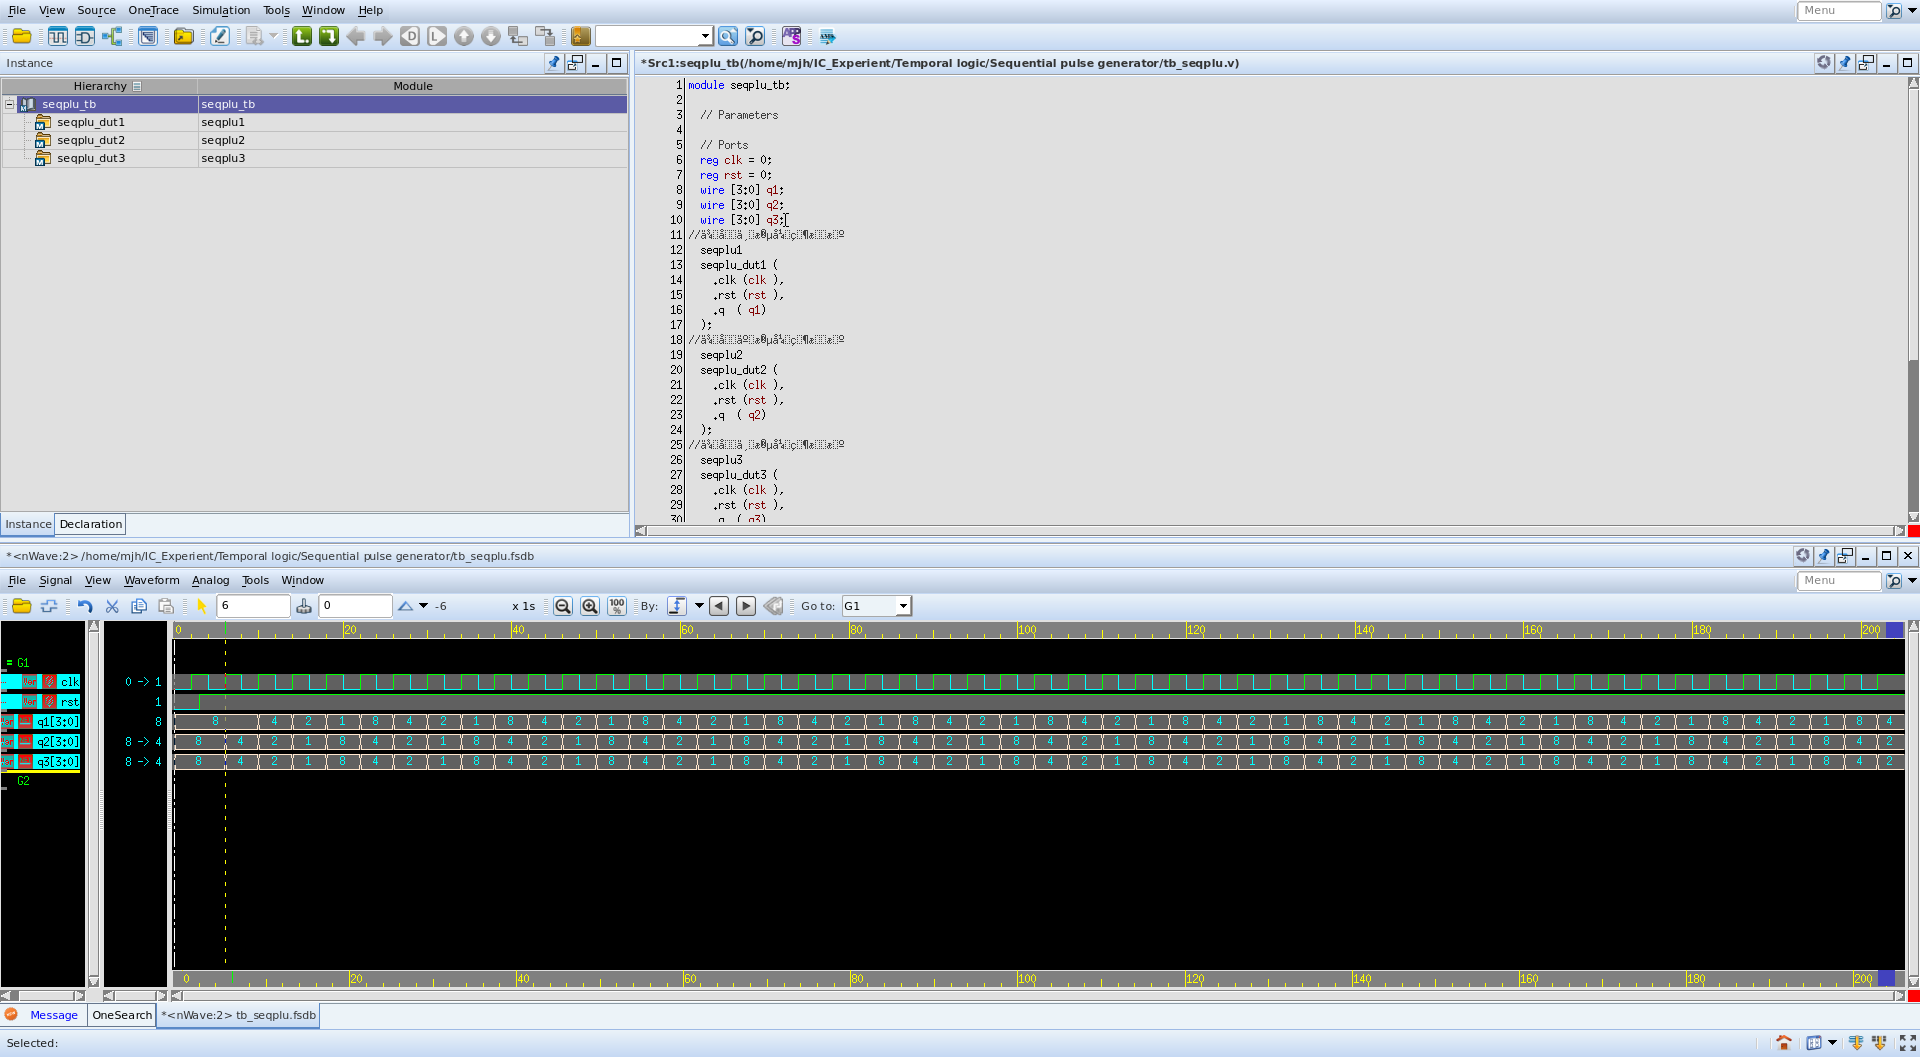 File View Source OneTrace Simulation Tools Window Help Menu
Instance
Hierarchy Module
seqplu_tb seqplu_tb
seqplu_dut1 seqplu1
seqplu_dut2 seqplu2
seqplu_dut3 seqplu3
Instance Declaration
*Src1:seqplu_tb(/home/mjh/IC_Experient/Temporal logic/Sequential pulse generator/tb_seqplu.v)
1 module seqplu_tb;
2
3 // Parameters
4
5 // Ports
6 reg clk = 0;
7 reg rst = 0;
8 wire [3:0] q1;
9 wire [3:0] q2;
10 wire [3:0] q3;
11 //
12 seqplu1
13 seqplu_dut1 (
14 .clk (clk ),
15 .rst (rst ),
16 .q ( q1)
17 );
18 //
19 seqplu2
20 seqplu_dut2 (
21 .clk (clk ),
22 .rst (rst ),
23 .q ( q2)
24 );
25 //
26 seqplu3
27 seqplu_dut3 (
28 .clk (clk ),
29 .rst (rst ),
30 .q ( q3)
*<nWave:2> /home/mjh/IC_Experient/Temporal logic/Sequential pulse generator/tb_seqplu.fsdb
File Signal View Waveform Analog Tools Window Menu
6 0 -6 x 1s 100% By: Go to: G1
0 20 40 60 80 100 120 140 160 180 200
= G1
clk 0 -> 1
rst 1
q1[3:0] 8 8 4 2 1 8 4 2 1 8 4 2 1 8 4 2 1 8 4 2 1 8 4 2 1 8 4 2 1 8 4 2 1 8 4 2 1 8 4 2 1 8 4 2 1 8 4 2 1 8 4
q2[3:0] 8 -> 4 8 4 2 1 8 4 2 1 8 4 2 1 8 4 2 1 8 4 2 1 8 4 2 1 8 4 2 1 8 4 2 1 8 4 2 1 8 4 2 1 8 4 2 1 8 4 2 1 8 4 2
q3[3:0] 8 -> 4 8 4 2 1 8 4 2 1 8 4 2 1 8 4 2 1 8 4 2 1 8 4 2 1 8 4 2 1 8 4 2 1 8 4 2 1 8 4 2 1 8 4 2 1 8 4 2 1 8 4 2
G2
0 20 40 60 80 100 120 140 160 180 200
Message OneSearch *<nWave:2> tb_seqplu.fsdb
Selected: